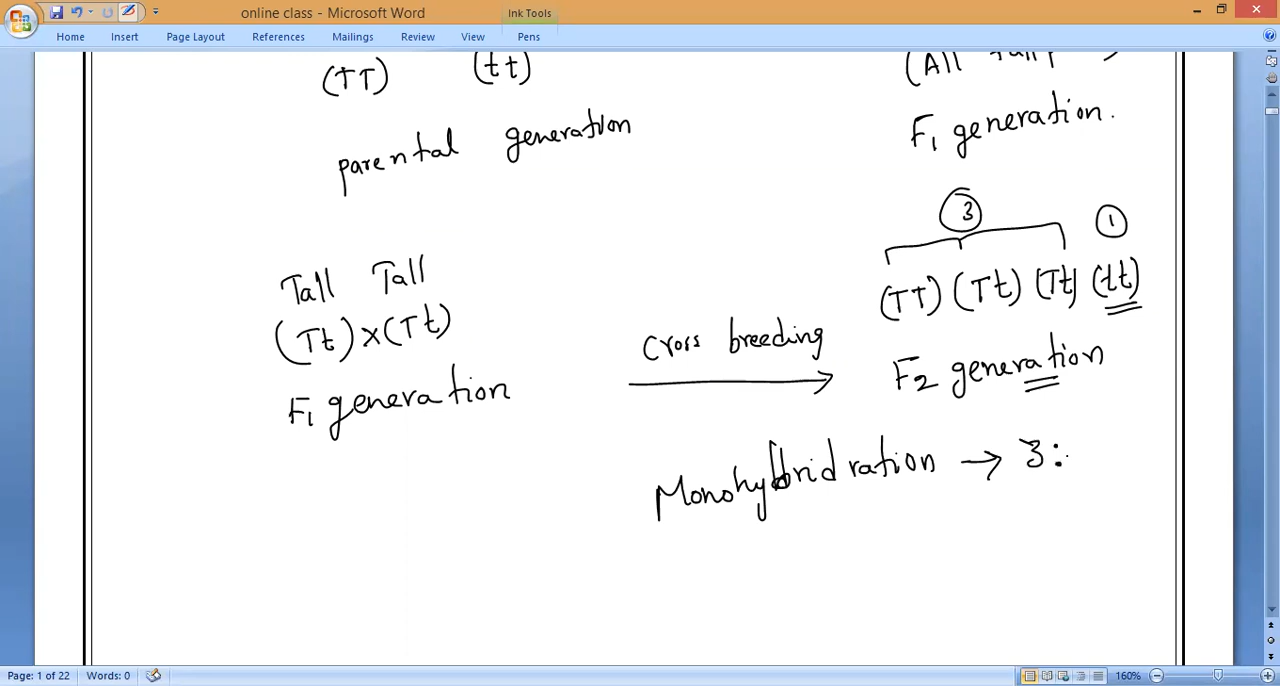 online class - Microsoft Word
Ink Tools
Home Insert Page Layout References Mailings Review View Pens
(TT) (tt)
(All tall)
parental generation
F1 generation.
3 1
Tall Tall
(TT) (Tt) (Tt) (tt)
(Tt)×(Tt)
Cross breeding
F1 generation
F2 generation
Monohybrid ration → 3:
Page: 1 of 22 Words: 0 160%